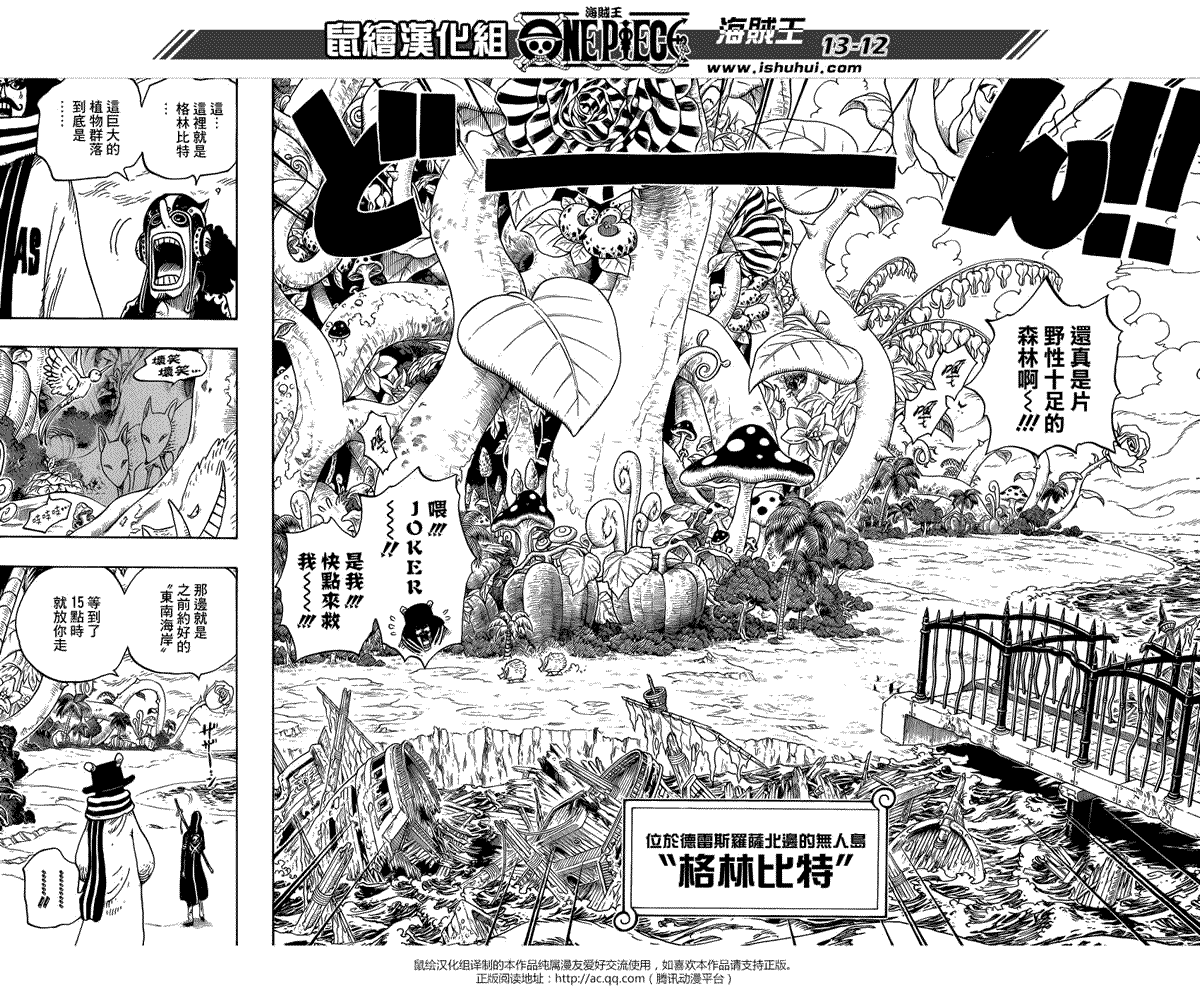 鼠繪漢化組
海賊王
ONE PIECE
海賊王
13-12
www.ishuhui.com
ど
ー
ん!!
還真是片
野性十足的
森林啊～!!!
嘿
嘿
嘿
喂!!!
JOKER
～～!!
是我!!!
快點來救
我～!!!
位於德雷斯羅薩北邊的無人島
“格林比特”
這…
這裡就是
格林比特
…
這巨大的
植物群落
到底是
……
AS
壞笑
壞笑…
那邊就是
之前約好的
“東南海岸”
等到了
15點時
就放你走
ザザ…
………!!
鼠绘汉化组译制的本作品纯属漫友爱好交流使用，如喜欢本作品请支持正版。
正版阅读地址：http://ac.qq.com（腾讯动漫平台）